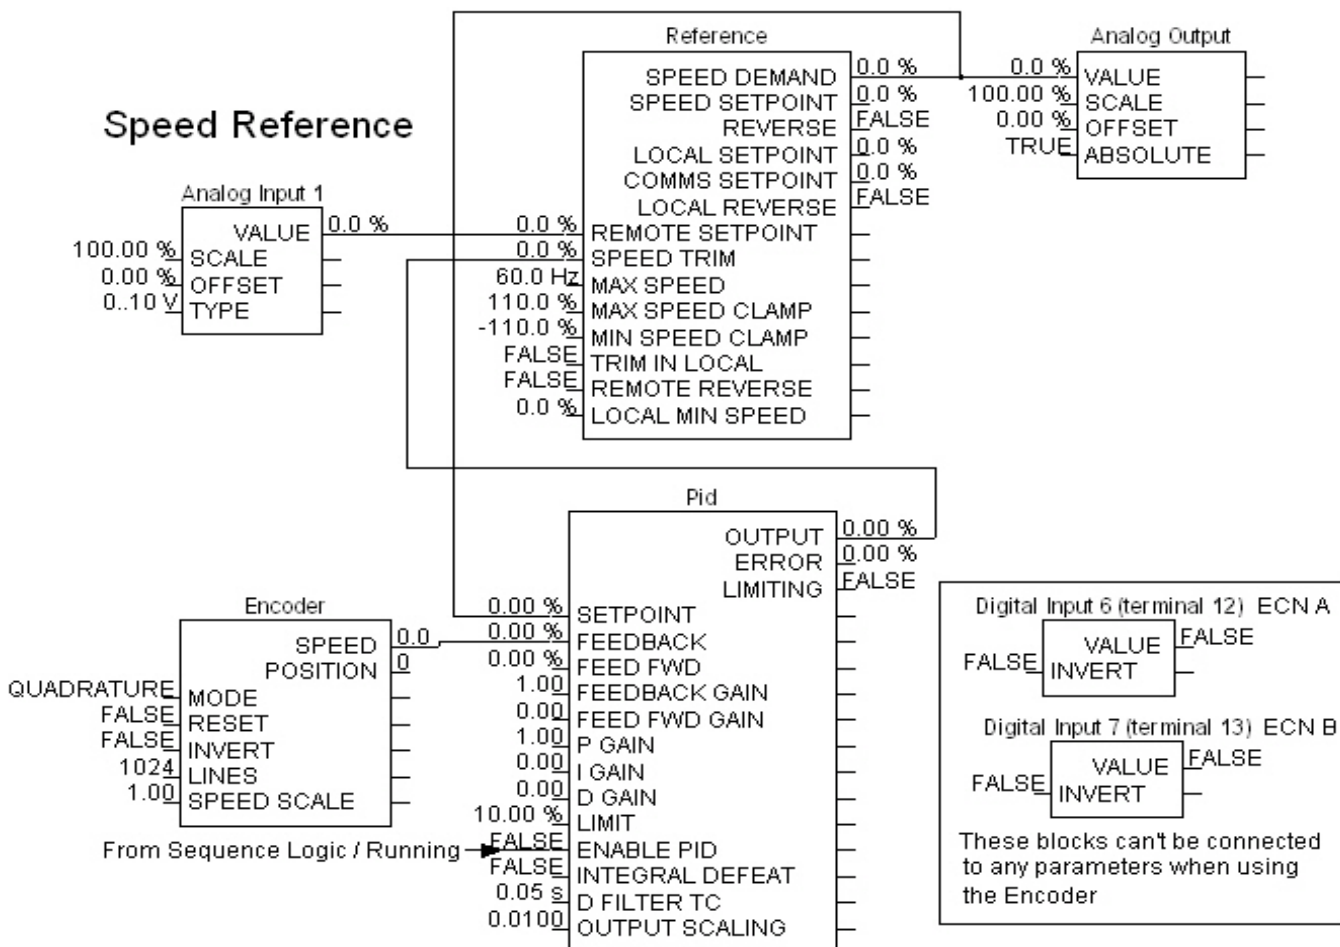 Speed Reference
Analog Input 1
VALUE 0.0 %
100.00 % SCALE
0.00 % OFFSET
0..10 V TYPE
Reference
SPEED DEMAND 0.0 %
SPEED SETPOINT 0.0 %
REVERSE FALSE
LOCAL SETPOINT 0.0 %
COMMS SETPOINT 0.0 %
LOCAL REVERSE FALSE
0.0 % REMOTE SETPOINT
0.0 % SPEED TRIM
60.0 Hz MAX SPEED
110.0 % MAX SPEED CLAMP
-110.0 % MIN SPEED CLAMP
FALSE TRIM IN LOCAL
FALSE REMOTE REVERSE
0.0 % LOCAL MIN SPEED
Analog Output
0.0 % VALUE
100.00 % SCALE
0.00 % OFFSET
TRUE ABSOLUTE
Encoder
SPEED 0.0
POSITION 0
QUADRATURE MODE
FALSE RESET
FALSE INVERT
1024 LINES
1.00 SPEED SCALE
From Sequence Logic / Running
Pid
OUTPUT 0.00 %
ERROR 0.00 %
LIMITING FALSE
0.00 % SETPOINT
0.00 % FEEDBACK
0.00 % FEED FWD
1.00 FEEDBACK GAIN
0.00 FEED FWD GAIN
1.00 P GAIN
0.00 I GAIN
0.00 D GAIN
10.00 % LIMIT
FALSE ENABLE PID
FALSE INTEGRAL DEFEAT
0.05 s D FILTER TC
0.0100 OUTPUT SCALING
Digital Input 6 (terminal 12) ECN A
VALUE FALSE
FALSE INVERT
Digital Input 7 (terminal 13) ECN B
VALUE FALSE
FALSE INVERT
These blocks can't be connected
to any parameters when using
the Encoder